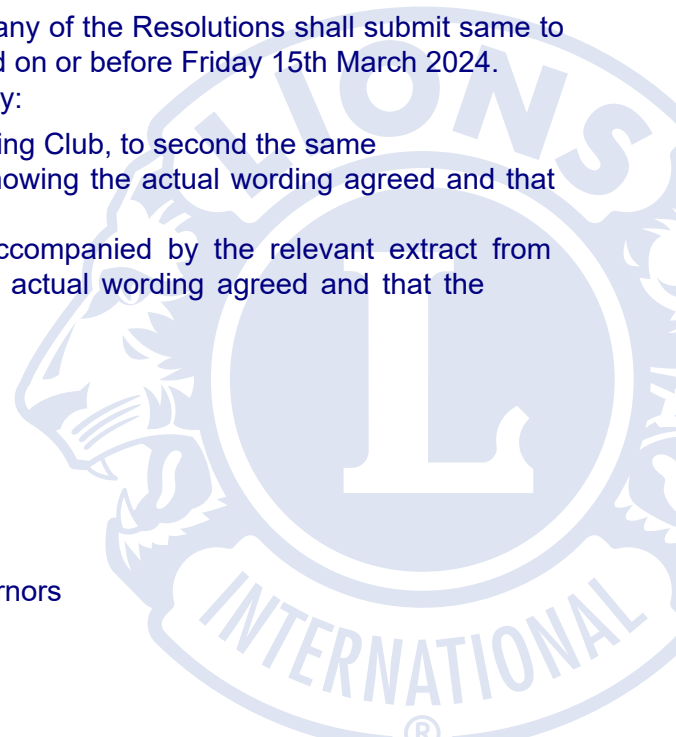 any of the Resolutions shall submit same to
d on or before Friday 15th March 2024.
y:
ing Club, to second the same
nowing the actual wording agreed and that
ccompanied by the relevant extract from
actual wording agreed and that the
rnors
LIONS
L
INTERNATIONAL
®